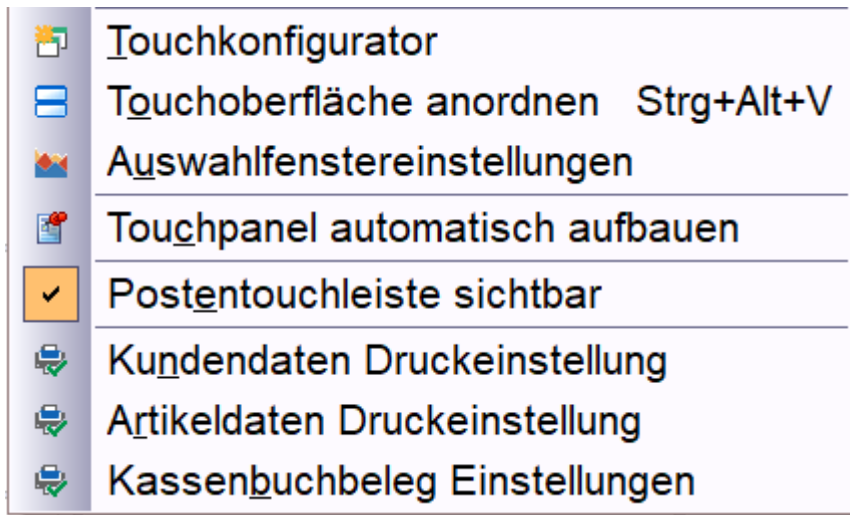 Touchkonfigurator
Touchoberfläche anordnen Strg+Alt+V
Auswahlfenstereinstellungen
Touchpanel automatisch aufbauen
Postentouchleiste sichtbar
Kundendaten Druckeinstellung
Artikeldaten Druckeinstellung
Kassenbuchbeleg Einstellungen